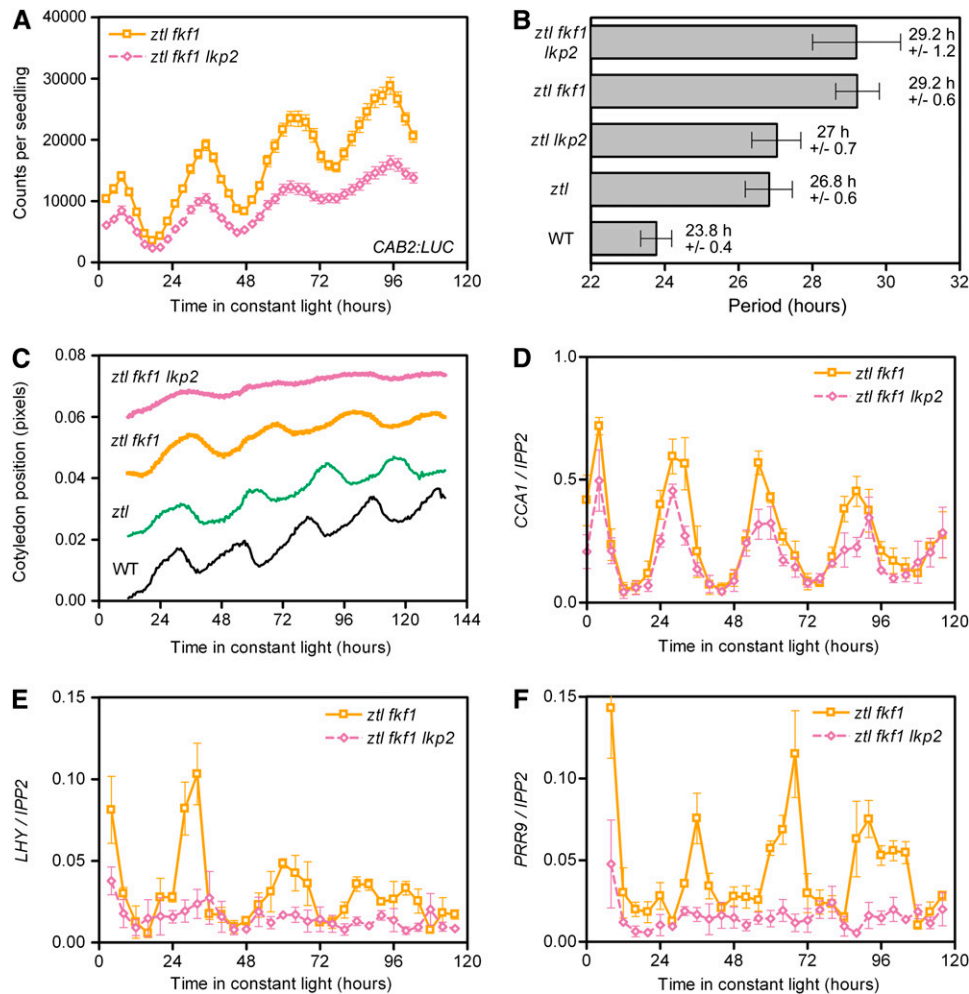 A
40000
30000
20000
10000
0
Counts per seedling
ztl fkf1
ztl fkf1 lkp2
CAB2:LUC
0 24 48 72 96 120
Time in constant light (hours)
B
ztl fkf1
lkp2
ztl fkf1
ztl lkp2
ztl
WT
29.2 h
+/- 1.2
29.2 h
+/- 0.6
27 h
+/- 0.7
26.8 h
+/- 0.6
23.8 h
+/- 0.4
22 24 26 28 30 32
Period (hours)
C
0.08
0.06
0.04
0.02
0.00
Cotyledon position (pixels)
ztl fkf1 lkp2
ztl fkf1
ztl
WT
0 24 48 72 96 120 144
Time in constant light (hours)
D
1.0
0.5
0.0
CCA1 / IPP2
ztl fkf1
ztl fkf1 lkp2
0 24 48 72 96 120
Time in constant light (hours)
E
0.15
0.10
0.05
0.00
LHY / IPP2
ztl fkf1
ztl fkf1 lkp2
0 24 48 72 96 120
Time in constant light (hours)
F
0.15
0.10
0.05
0.00
PRR9 / IPP2
ztl fkf1
ztl fkf1 lkp2
0 24 48 72 96 120
Time in constant light (hours)